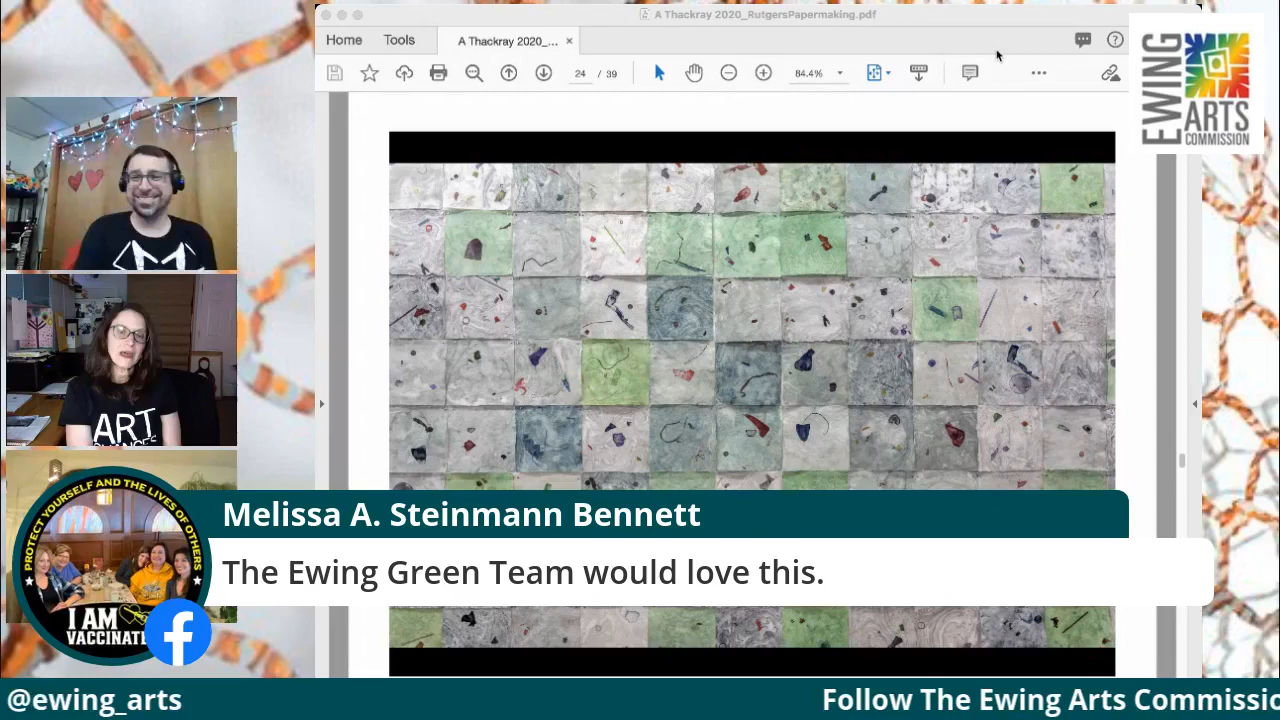 A Thackray 2020_RutgersPapermaking.pdf
Home
Tools
A Thackray 2020_...
24 / 39
84.4%
EWING
ARTS
COMMISSION
ART
PROTECT YOURSELF AND THE LIVES OF OTHERS
I AM
VACCINATE
Melissa A. Steinmann Bennett
The Ewing Green Team would love this.
@ewing_arts
Follow The Ewing Arts Commissio